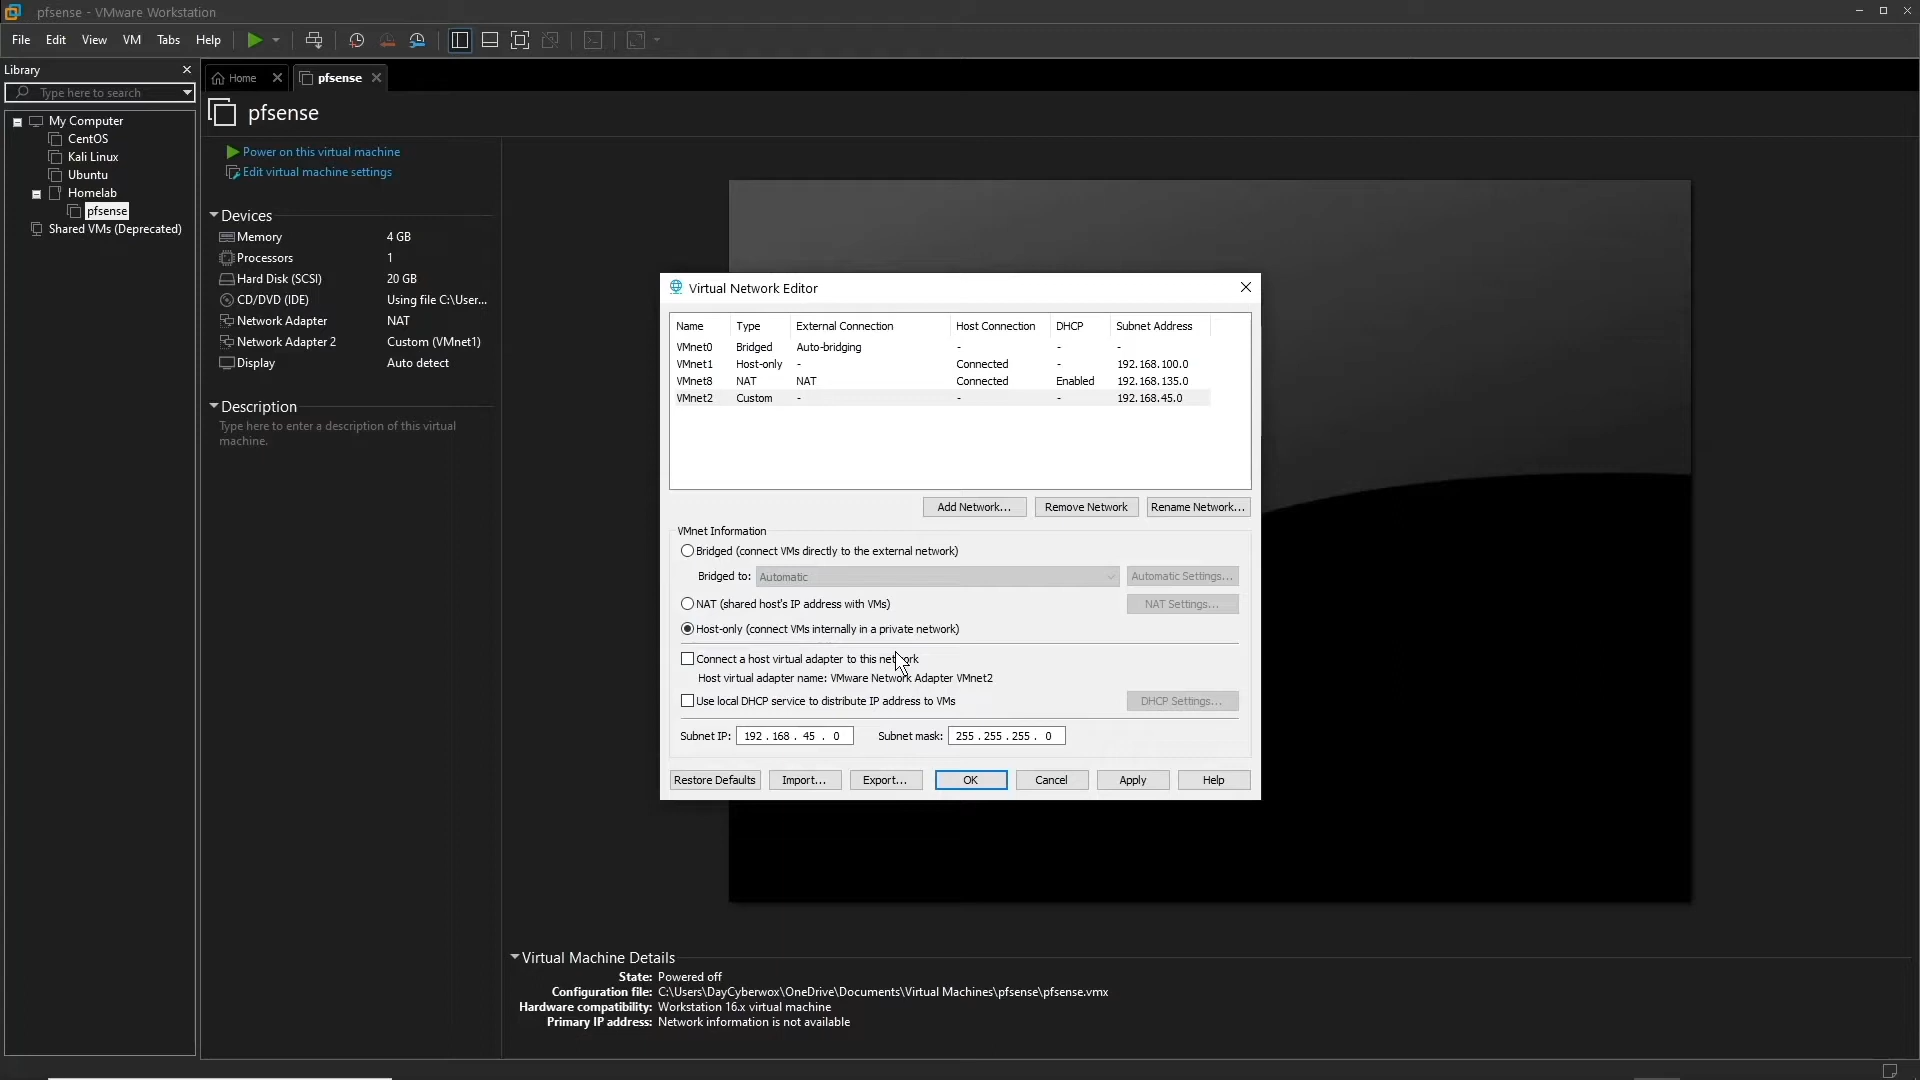 pfsense - VMware Workstation
File Edit View VM Tabs Help
Library
Type here to search
My Computer
CentOS
Kali Linux
Ubuntu
Homelab
pfsense
Shared VMs (Deprecated)
Home pfsense
pfsense
Power on this virtual machine
Edit virtual machine settings
Devices
Memory 4 GB
Processors 1
Hard Disk (SCSI) 20 GB
CD/DVD (IDE) Using file C:\User...
Network Adapter NAT
Network Adapter 2 Custom (VMnet1)
Display Auto detect
Description
Type here to enter a description of this virtual
machine.
Virtual Network Editor
Name Type External Connection Host Connection DHCP Subnet Address
VMnet0 Bridged Auto-bridging - - -
VMnet1 Host-only - Connected - 192.168.100.0
VMnet8 NAT NAT Connected Enabled 192.168.135.0
VMnet2 Custom - - - 192.168.45.0
Add Network... Remove Network Rename Network...
VMnet Information
Bridged (connect VMs directly to the external network)
Bridged to: Automatic Automatic Settings...
NAT (shared host's IP address with VMs) NAT Settings...
Host-only (connect VMs internally in a private network)
Connect a host virtual adapter to this network
Host virtual adapter name: VMware Network Adapter VMnet2
Use local DHCP service to distribute IP address to VMs DHCP Settings...
Subnet IP: 192 . 168 . 45 . 0 Subnet mask: 255 . 255 . 255 . 0
Restore Defaults Import... Export... OK Cancel Apply Help
Virtual Machine Details
State: Powered off
Configuration file: C:\Users\DayCyberwox\OneDrive\Documents\Virtual Machines\pfsense\pfsense.vmx
Hardware compatibility: Workstation 16.x virtual machine
Primary IP address: Network information is not available